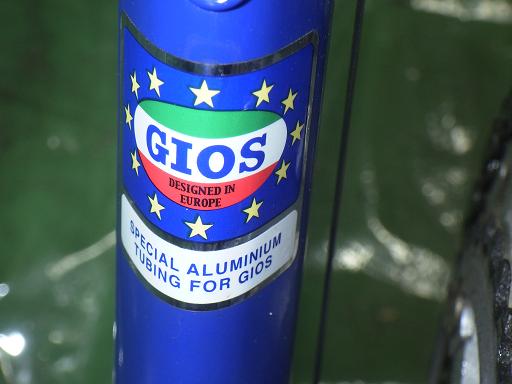 GIOS
DESIGNED IN
EUROPE
SPECIAL ALUMINIUM
TUBING FOR GIOS